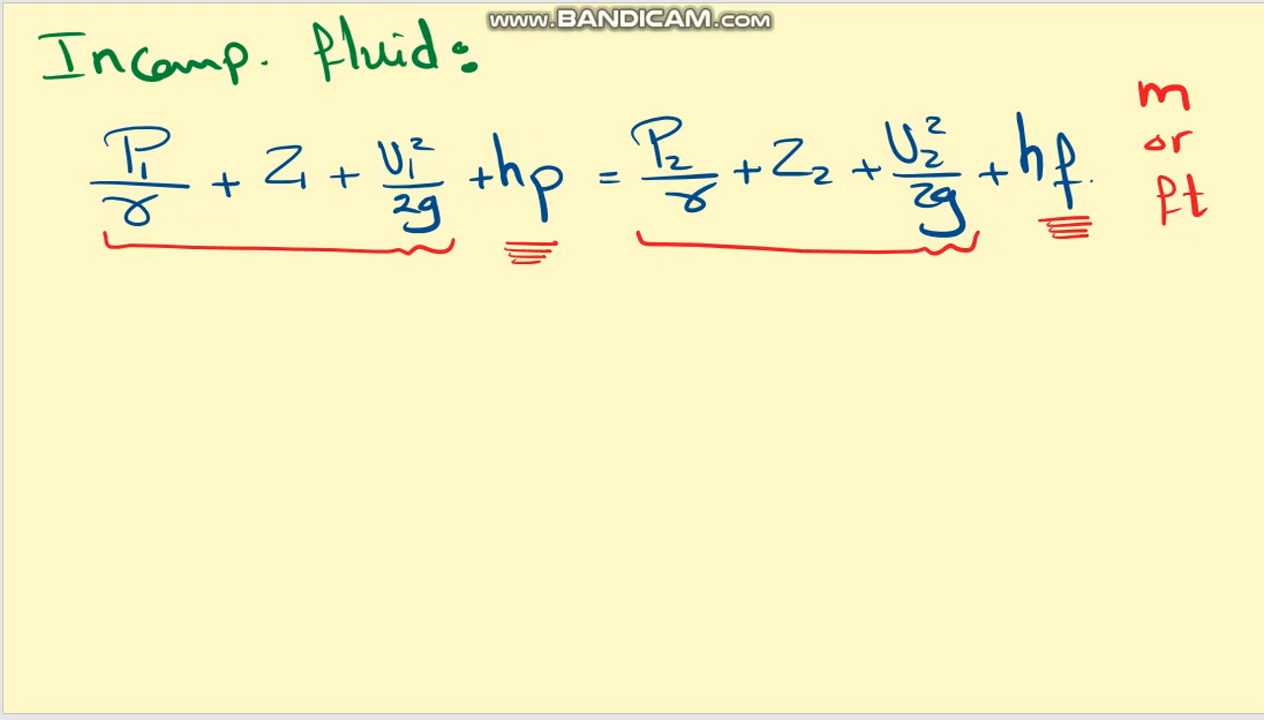 www.BANDICAM.com
Incomp. fluid:
P₁/γ + Z₁ + U₁²/2g + hp = P₂/γ + Z₂ + U₂²/2g + hf.
m
or
ft